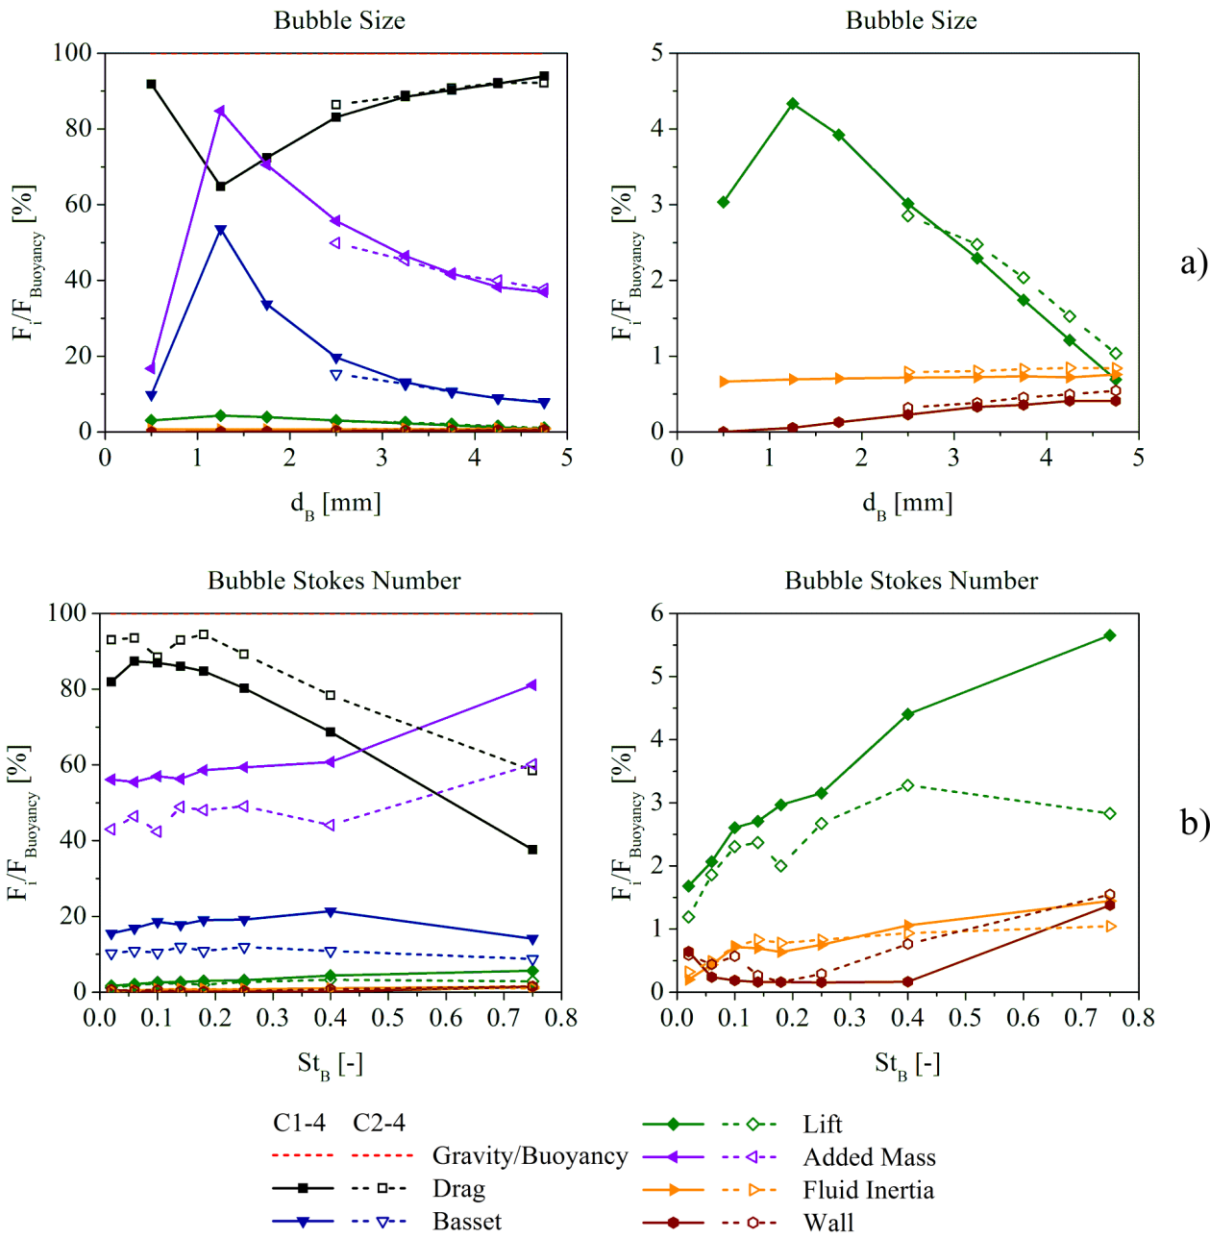 Bubble Size
Bubble Size
100
80
60
40
20
0
F_i/F_Buoyancy [%]
0 1 2 3 4 5
d_B [mm]
5
4
3
2
1
0
F_i/F_Buoyancy [%]
0 1 2 3 4 5
d_B [mm]
a)
Bubble Stokes Number
Bubble Stokes Number
100
80
60
40
20
0
F_i/F_Buoyancy [%]
0.0 0.1 0.2 0.3 0.4 0.5 0.6 0.7 0.8
St_B [-]
6
5
4
3
2
1
0
F_i/F_Buoyancy [%]
0.0 0.1 0.2 0.3 0.4 0.5 0.6 0.7 0.8
St_B [-]
b)
C1-4 C2-4
Gravity/Buoyancy
Drag
Basset
Lift
Added Mass
Fluid Inertia
Wall